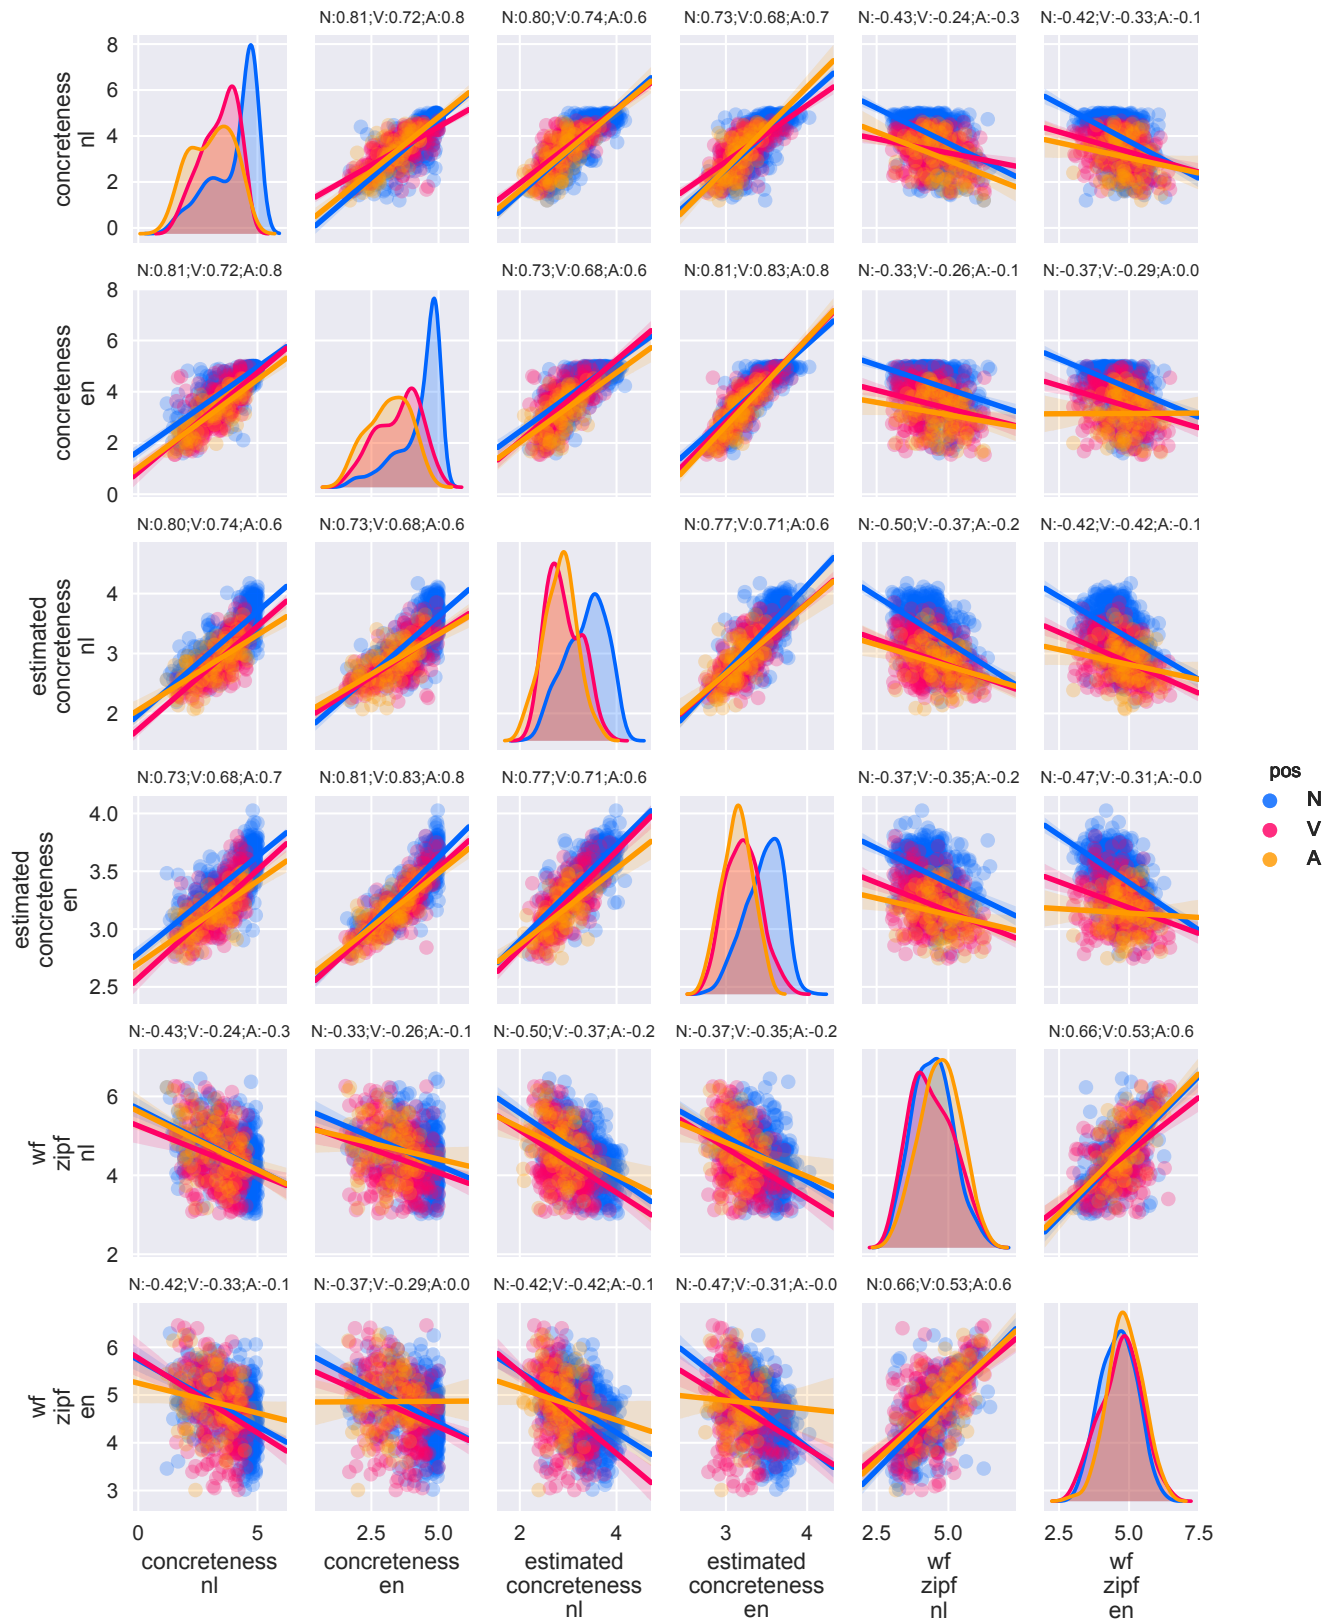 N:0.81;V:0.72;A:0.8
N:0.80;V:0.74;A:0.6
N:0.73;V:0.68;A:0.7
N:-0.43;V:-0.24;A:-0.3
N:-0.42;V:-0.33;A:-0.1
8
6
4
2
0
concreteness
nl
N:0.81;V:0.72;A:0.8
N:0.73;V:0.68;A:0.6
N:0.81;V:0.83;A:0.8
N:-0.33;V:-0.26;A:-0.1
N:-0.37;V:-0.29;A:0.0
8
6
4
2
0
concreteness
en
N:0.80;V:0.74;A:0.6
N:0.73;V:0.68;A:0.6
N:0.77;V:0.71;A:0.6
N:-0.50;V:-0.37;A:-0.2
N:-0.42;V:-0.42;A:-0.1
4
3
2
estimated
concreteness
nl
N:0.73;V:0.68;A:0.7
N:0.81;V:0.83;A:0.8
N:0.77;V:0.71;A:0.6
N:-0.37;V:-0.35;A:-0.2
N:-0.47;V:-0.31;A:-0.0
4.0
3.5
3.0
2.5
estimated
concreteness
en
pos
N
V
A
N:-0.43;V:-0.24;A:-0.3
N:-0.33;V:-0.26;A:-0.1
N:-0.50;V:-0.37;A:-0.2
N:-0.37;V:-0.35;A:-0.2
N:0.66;V:0.53;A:0.6
6
4
2
wf
zipf
nl
N:-0.42;V:-0.33;A:-0.1
N:-0.37;V:-0.29;A:0.0
N:-0.42;V:-0.42;A:-0.1
N:-0.47;V:-0.31;A:-0.0
N:0.66;V:0.53;A:0.6
6
5
4
3
wf
zipf
en
0 5
2.5 5.0
2 4
3 4
2.5 5.0
2.5 5.0 7.5
concreteness
nl
concreteness
en
estimated
concreteness
nl
estimated
concreteness
en
wf
zipf
nl
wf
zipf
en